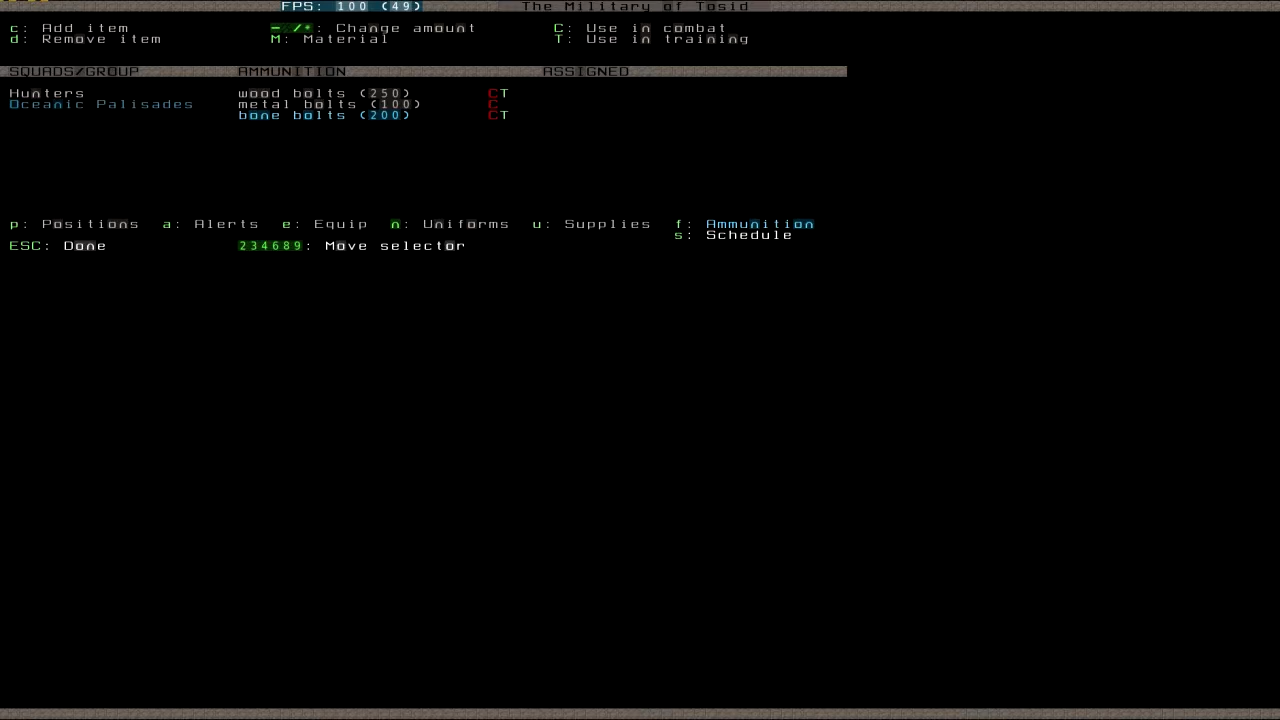 FPS: 100 (49) The Military of Tosid
c: Add item -+/*: Change amount C: Use in combat
d: Remove item M: Material T: Use in training
SQUADS/GROUP AMMUNITION ASSIGNED
Hunters wood bolts (250) CT
Oceanic Palisades metal bolts (100) C
bone bolts (200) CT
p: Positions a: Alerts e: Equip n: Uniforms u: Supplies f: Ammunition
s: Schedule
ESC: Done 234689: Move selector